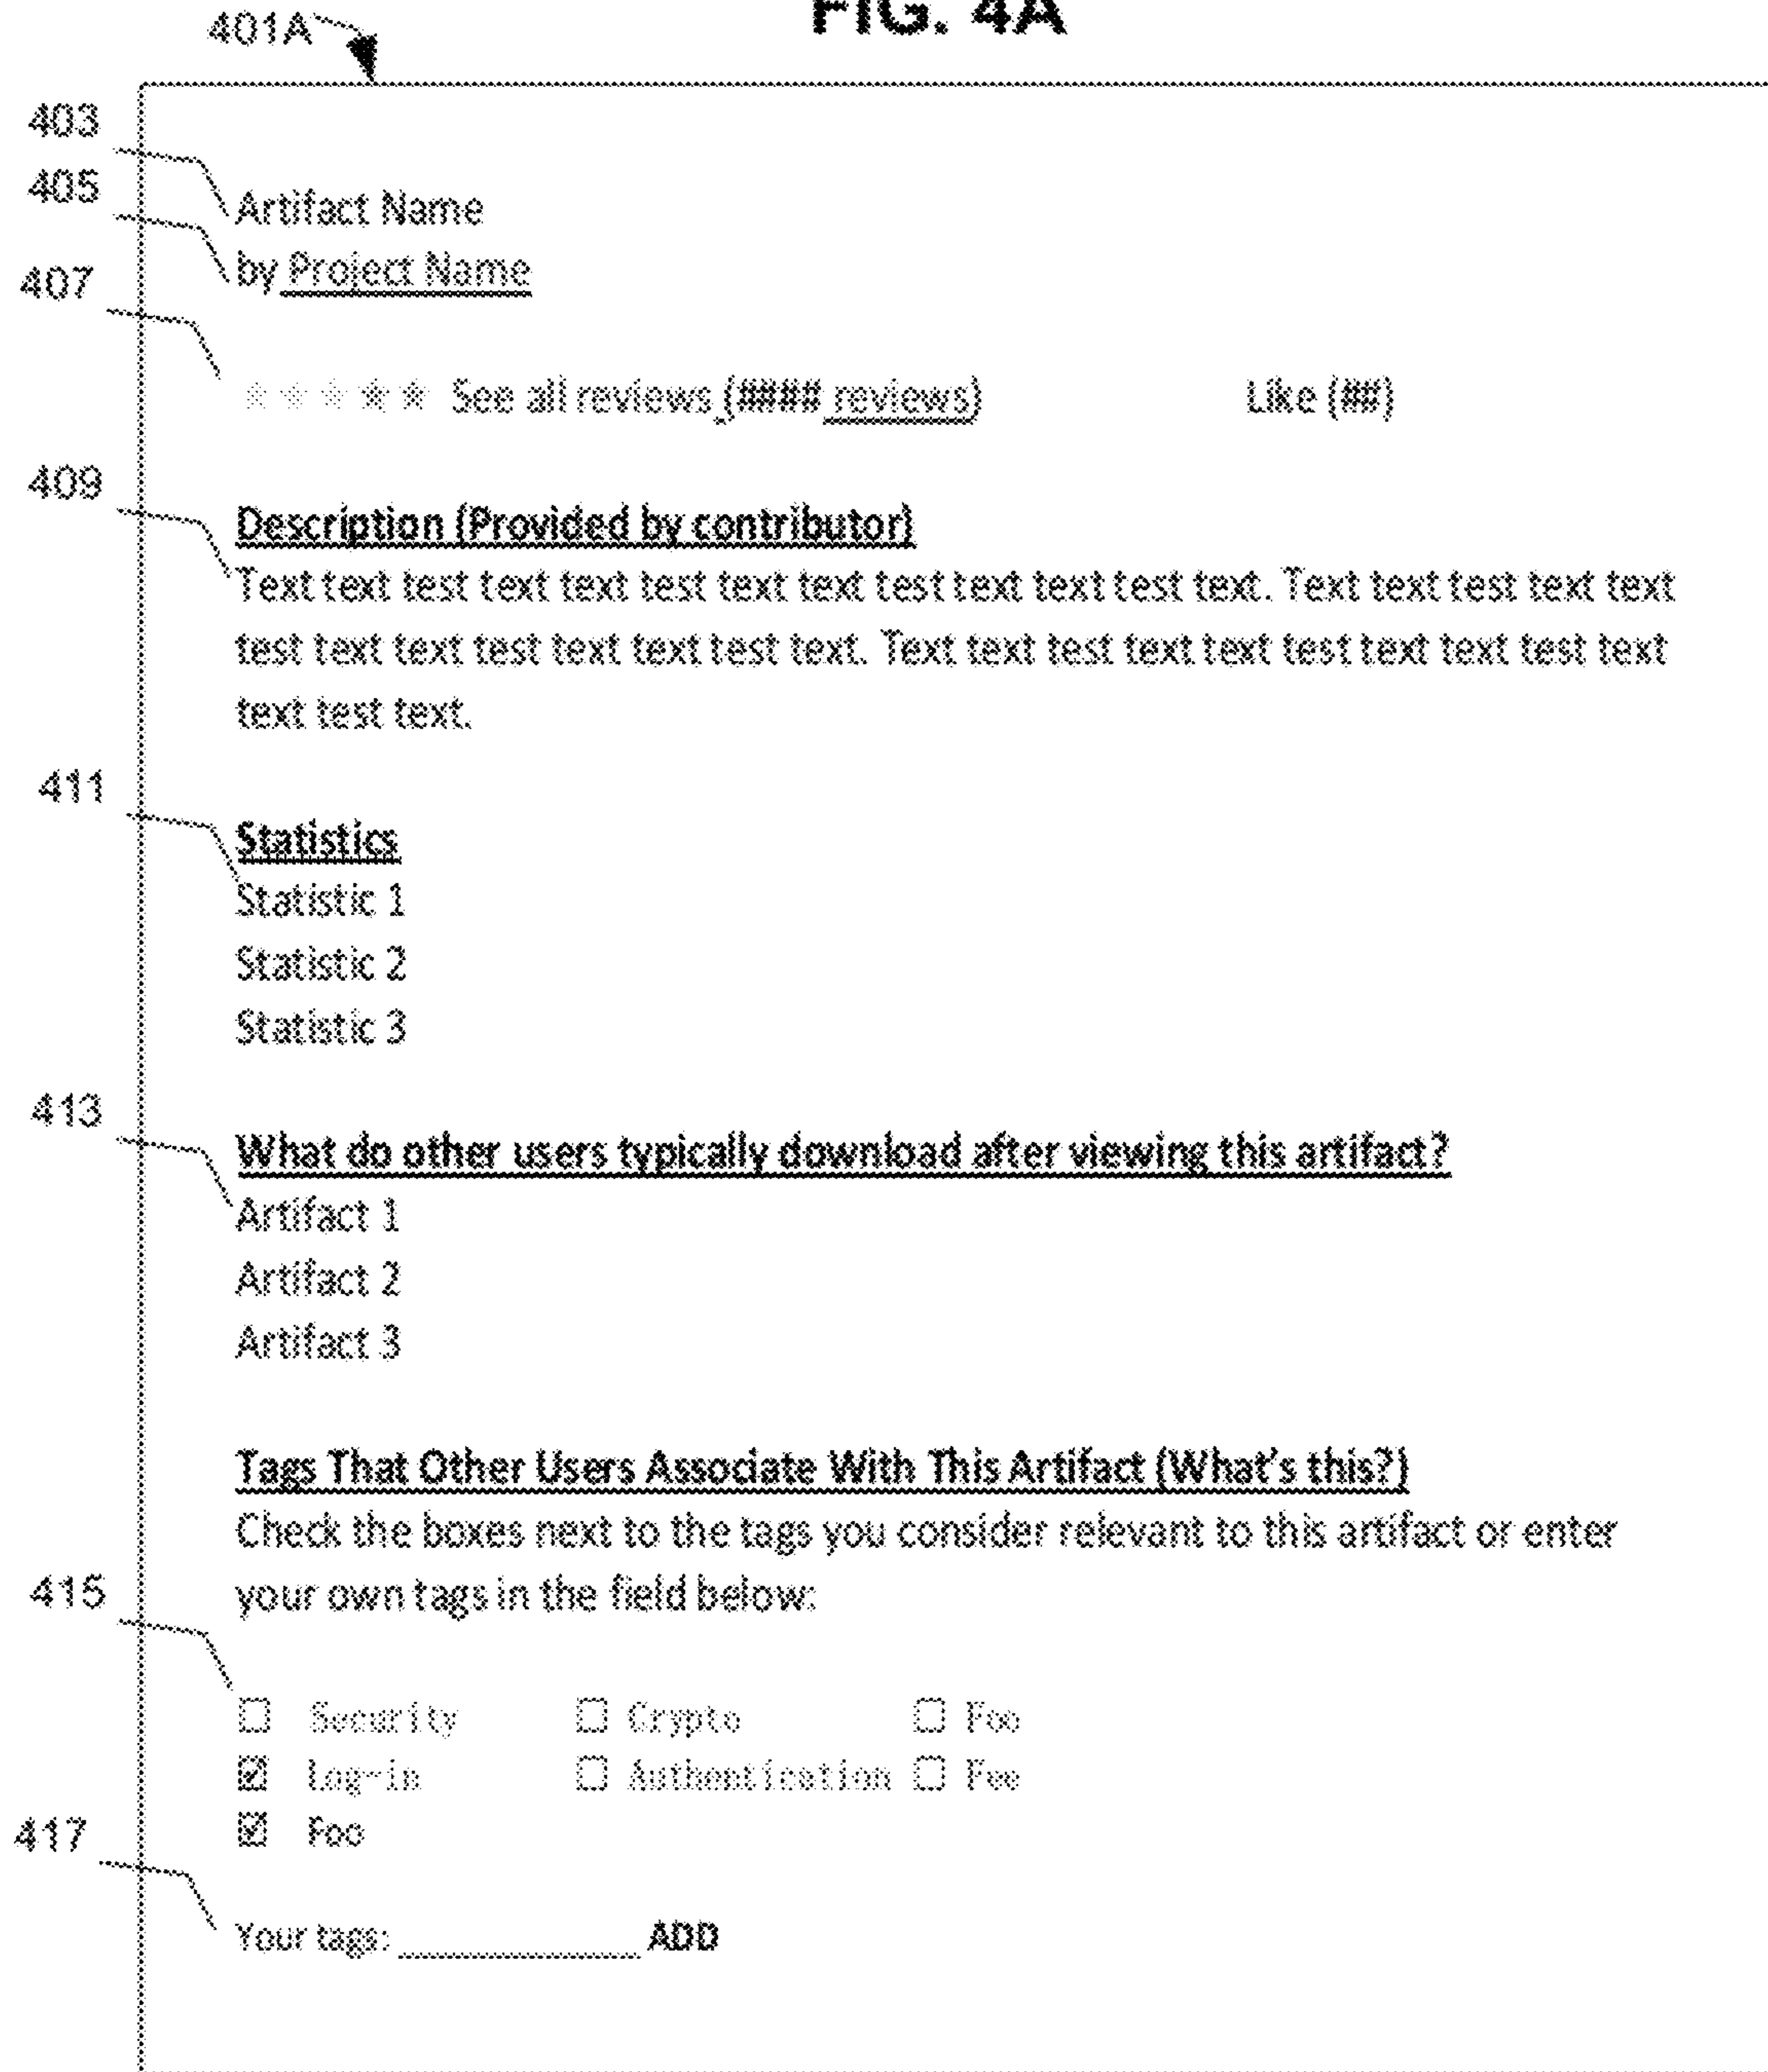 FIG. 4A
401A
403
Artifact Name
405
by Project Name
407
☆☆☆☆☆ See all reviews (#### reviews) Like (##)
409
Description (Provided by contributor)
Text text test text text test text text test text text test text. Text text test text text
test text text test text text test text. Text text test text text test text text test text
text test text.
411
Statistics
Statistic 1
Statistic 2
Statistic 3
413
What do other users typically download after viewing this artifact?
Artifact 1
Artifact 2
Artifact 3
Tags That Other Users Associate With This Artifact (What's this?)
Check the boxes next to the tags you consider relevant to this artifact or enter
your own tags in the field below:
415
☐ Security ☐ Crypto ☐ Foo
☑ Log-in ☐ Authentication ☐ Fee
☑ Foo
417
Your tags: ____________ ADD